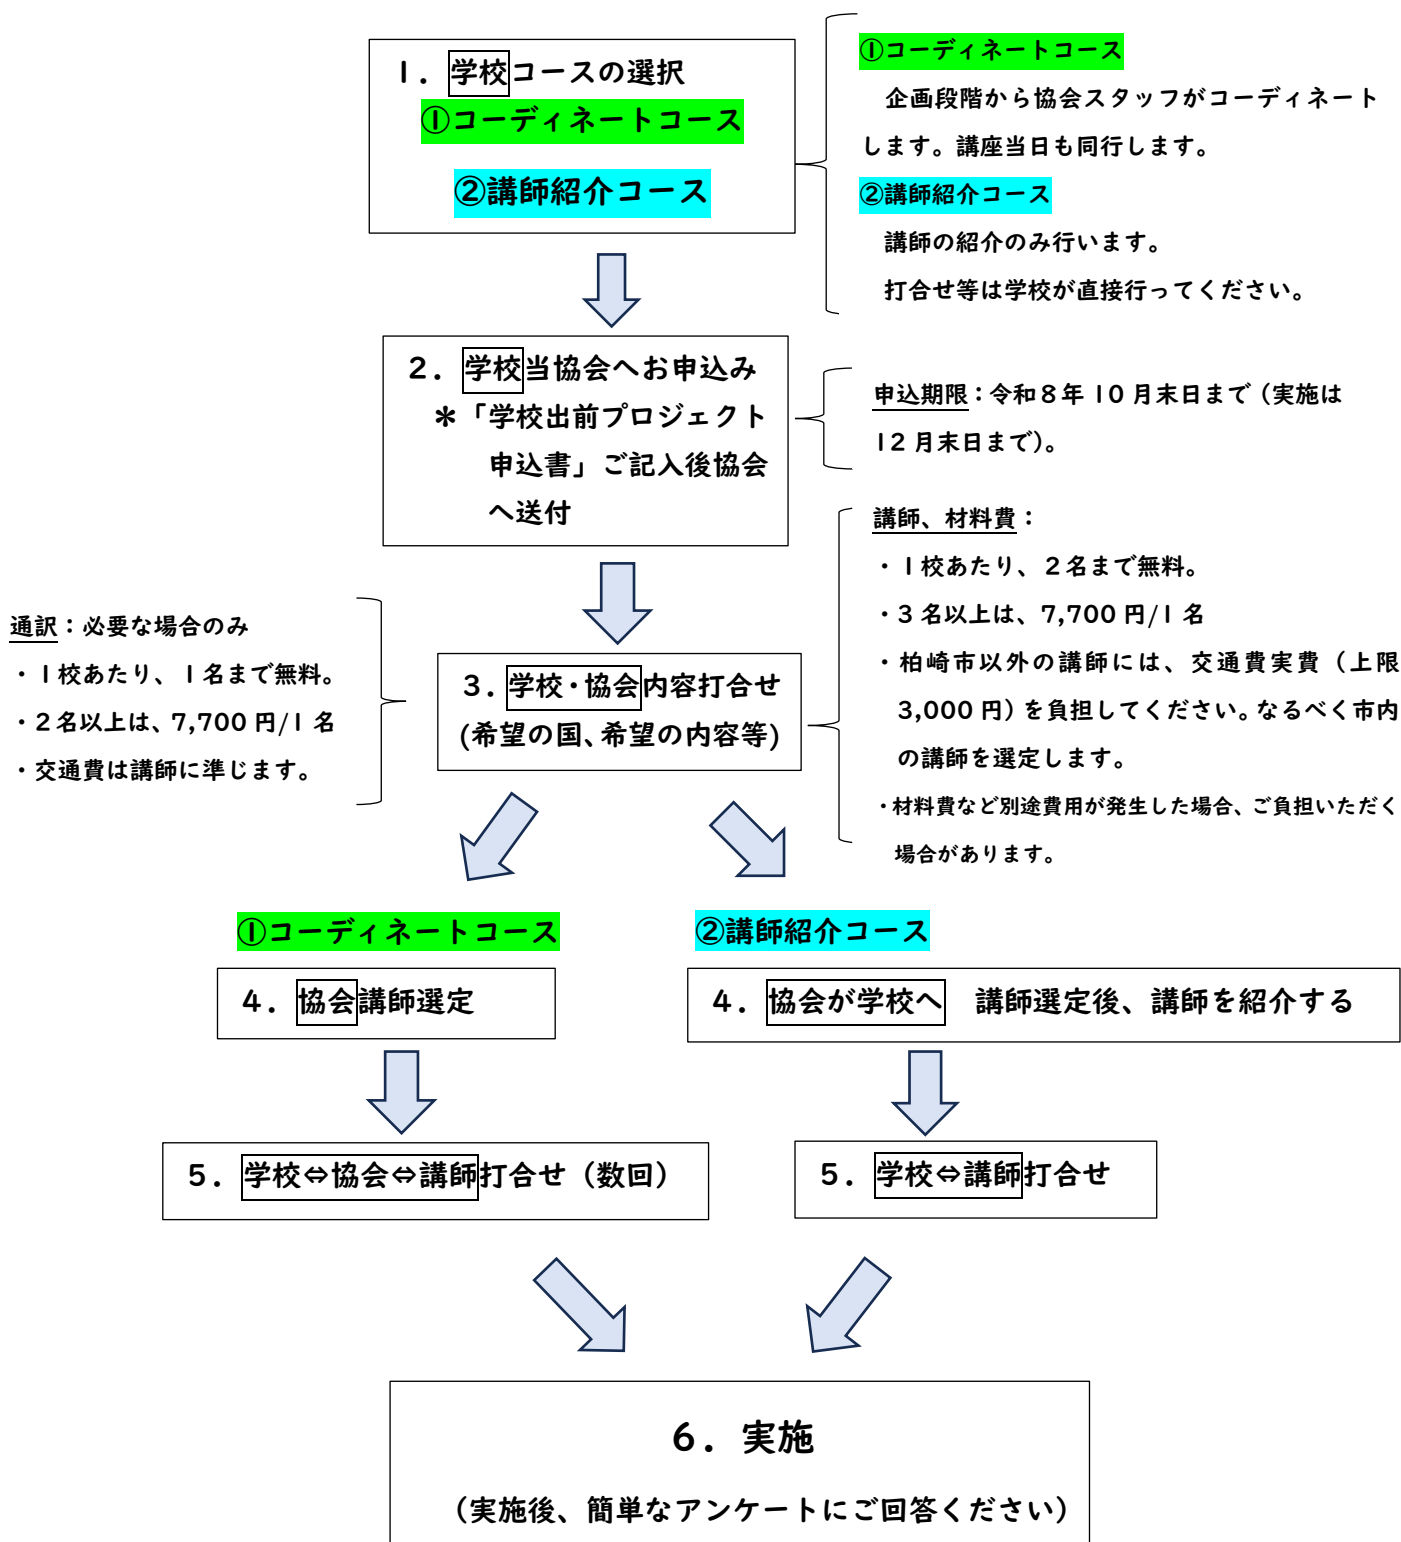 1．学校コースの選択
①コーディネートコース
②講師紹介コース
①コーディネートコース
企画段階から協会スタッフがコーディネート
します。講座当日も同行します。
②講師紹介コース
講師の紹介のみ行います。
打合せ等は学校が直接行ってください。
2．学校当協会へお申込み
＊「学校出前プロジェクト
申込書」ご記入後協会
へ送付
申込期限：令和8年10月末日まで（実施は
12月末日まで）。
講師、材料費：
・1校あたり、2名まで無料。
・3名以上は、7,700円/1名
・柏崎市以外の講師には、交通費実費（上限
3,000円）を負担してください。なるべく市内
の講師を選定します。
・材料費など別途費用が発生した場合、ご負担いただく
場合があります。
通訳：必要な場合のみ
・1校あたり、1名まで無料。
・2名以上は、7,700円/1名
・交通費は講師に準じます。
3．学校・協会内容打合せ
(希望の国、希望の内容等)
①コーディネートコース
4．協会講師選定
5．学校⇔協会⇔講師打合せ（数回）
②講師紹介コース
4．協会が学校へ　講師選定後、講師を紹介する
5．学校⇔講師打合せ
6．実施
（実施後、簡単なアンケートにご回答ください）